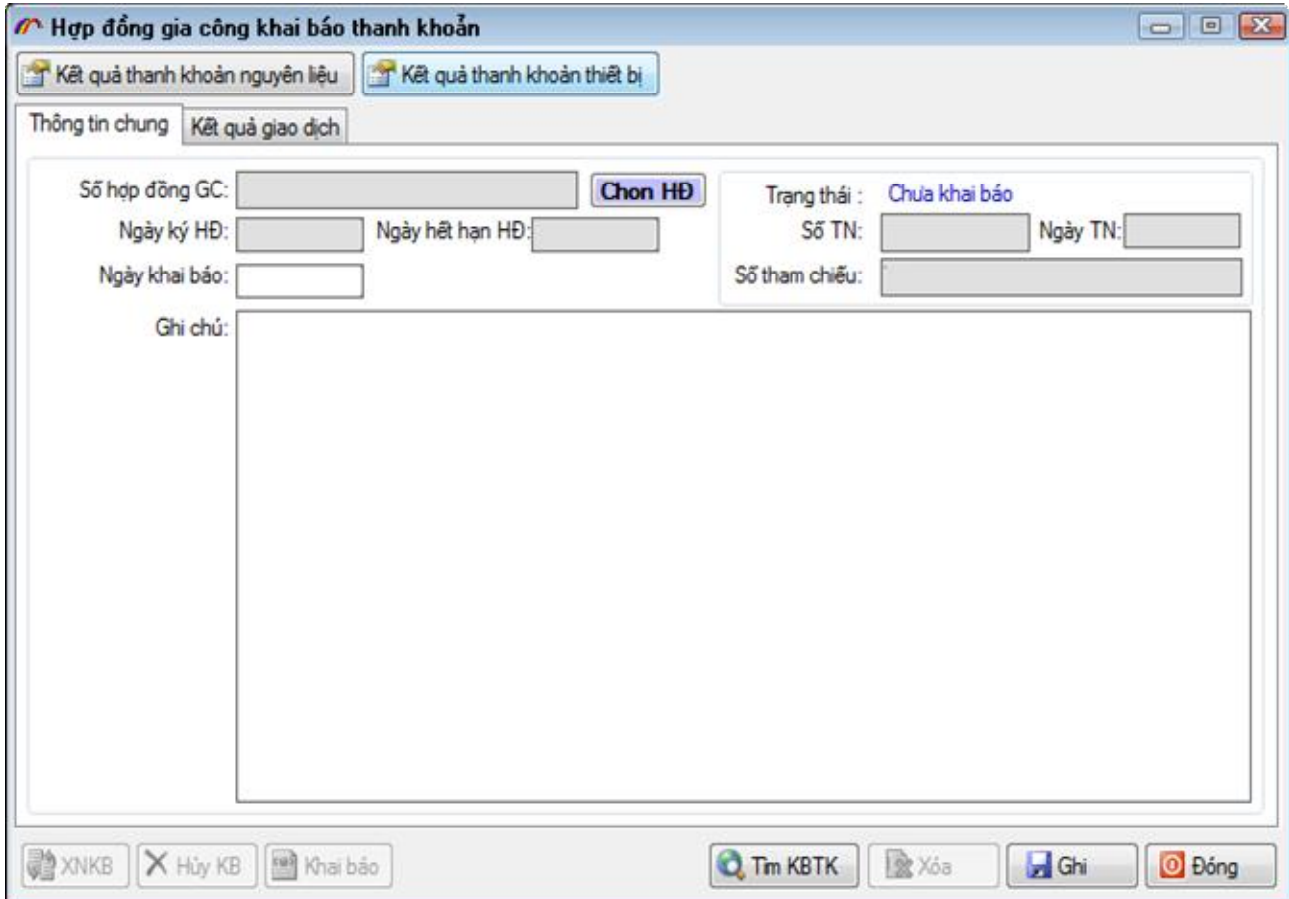 Hợp đồng gia công khai báo thanh khoản
Kết quả thanh khoản nguyên liệu Kết quả thanh khoản thiết bị
Thông tin chung Kết quả giao dịch
Số hợp đồng GC: Chon HĐ Trạng thái : Chưa khai báo
Ngày ký HĐ: Ngày hết hạn HĐ: Số TN: Ngày TN:
Ngày khai báo: Số tham chiếu:
Ghi chú:
XNKB Hủy KB Khai báo Tìm KBTK Xóa Ghi Đóng